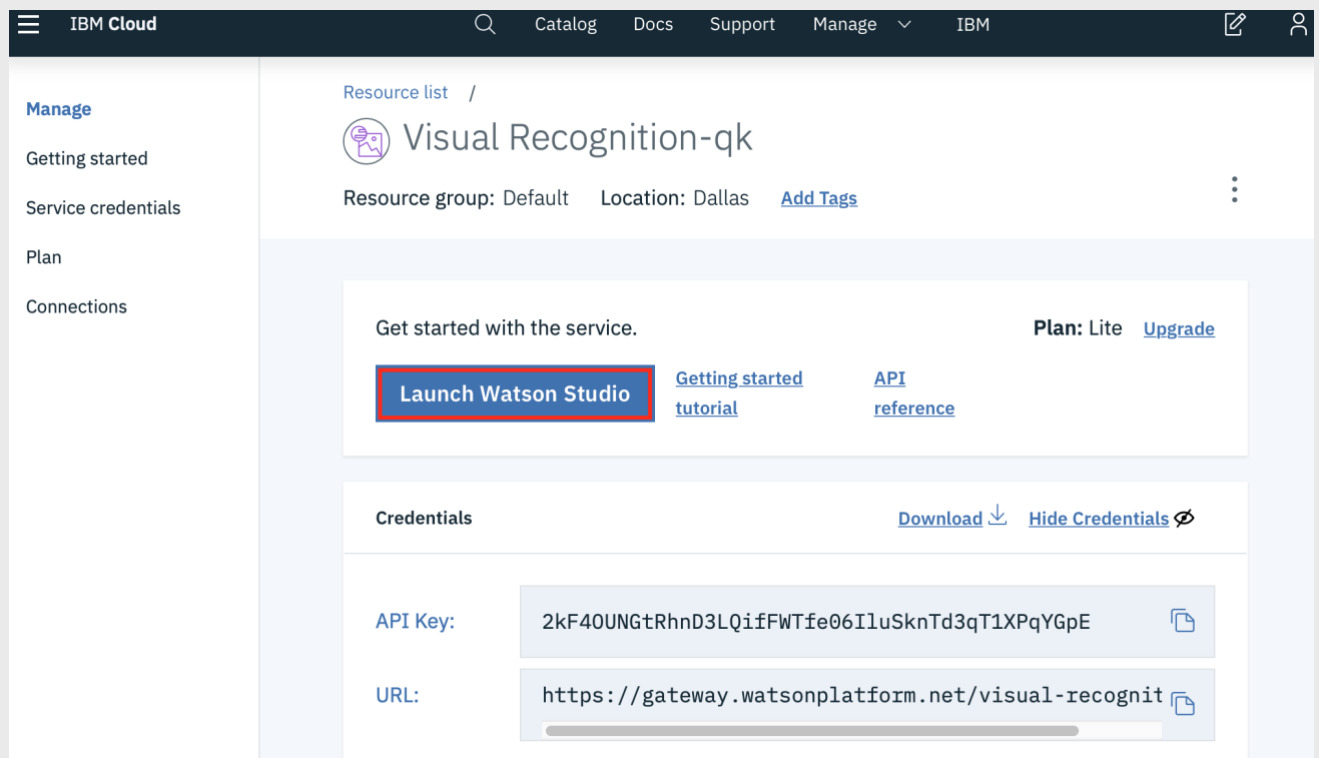 IBM Cloud
Catalog Docs Support Manage IBM
Manage
Getting started
Service credentials
Plan
Connections
Resource list /
Visual Recognition-qk
Resource group: Default Location: Dallas Add Tags
Get started with the service.
Plan: Lite Upgrade
Launch Watson Studio
Getting started
tutorial
API
reference
Credentials
Download Hide Credentials
API Key: 2kF4OUNGtRhnD3LQifFWTfe06IluSknTd3qT1XPqYGpE
URL: https://gateway.watsonplatform.net/visual-recognit